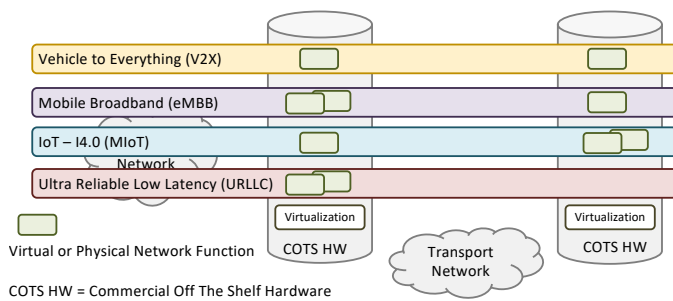 Vehicle to Everything (V2X)
Mobile Broadband (eMBB)
IoT – I4.0 (MIoT)
Network
Ultra Reliable Low Latency (URLLC)
Virtualization
Virtualization
COTS HW
COTS HW
Transport
Network
Virtual or Physical Network Function
COTS HW = Commercial Off The Shelf Hardware